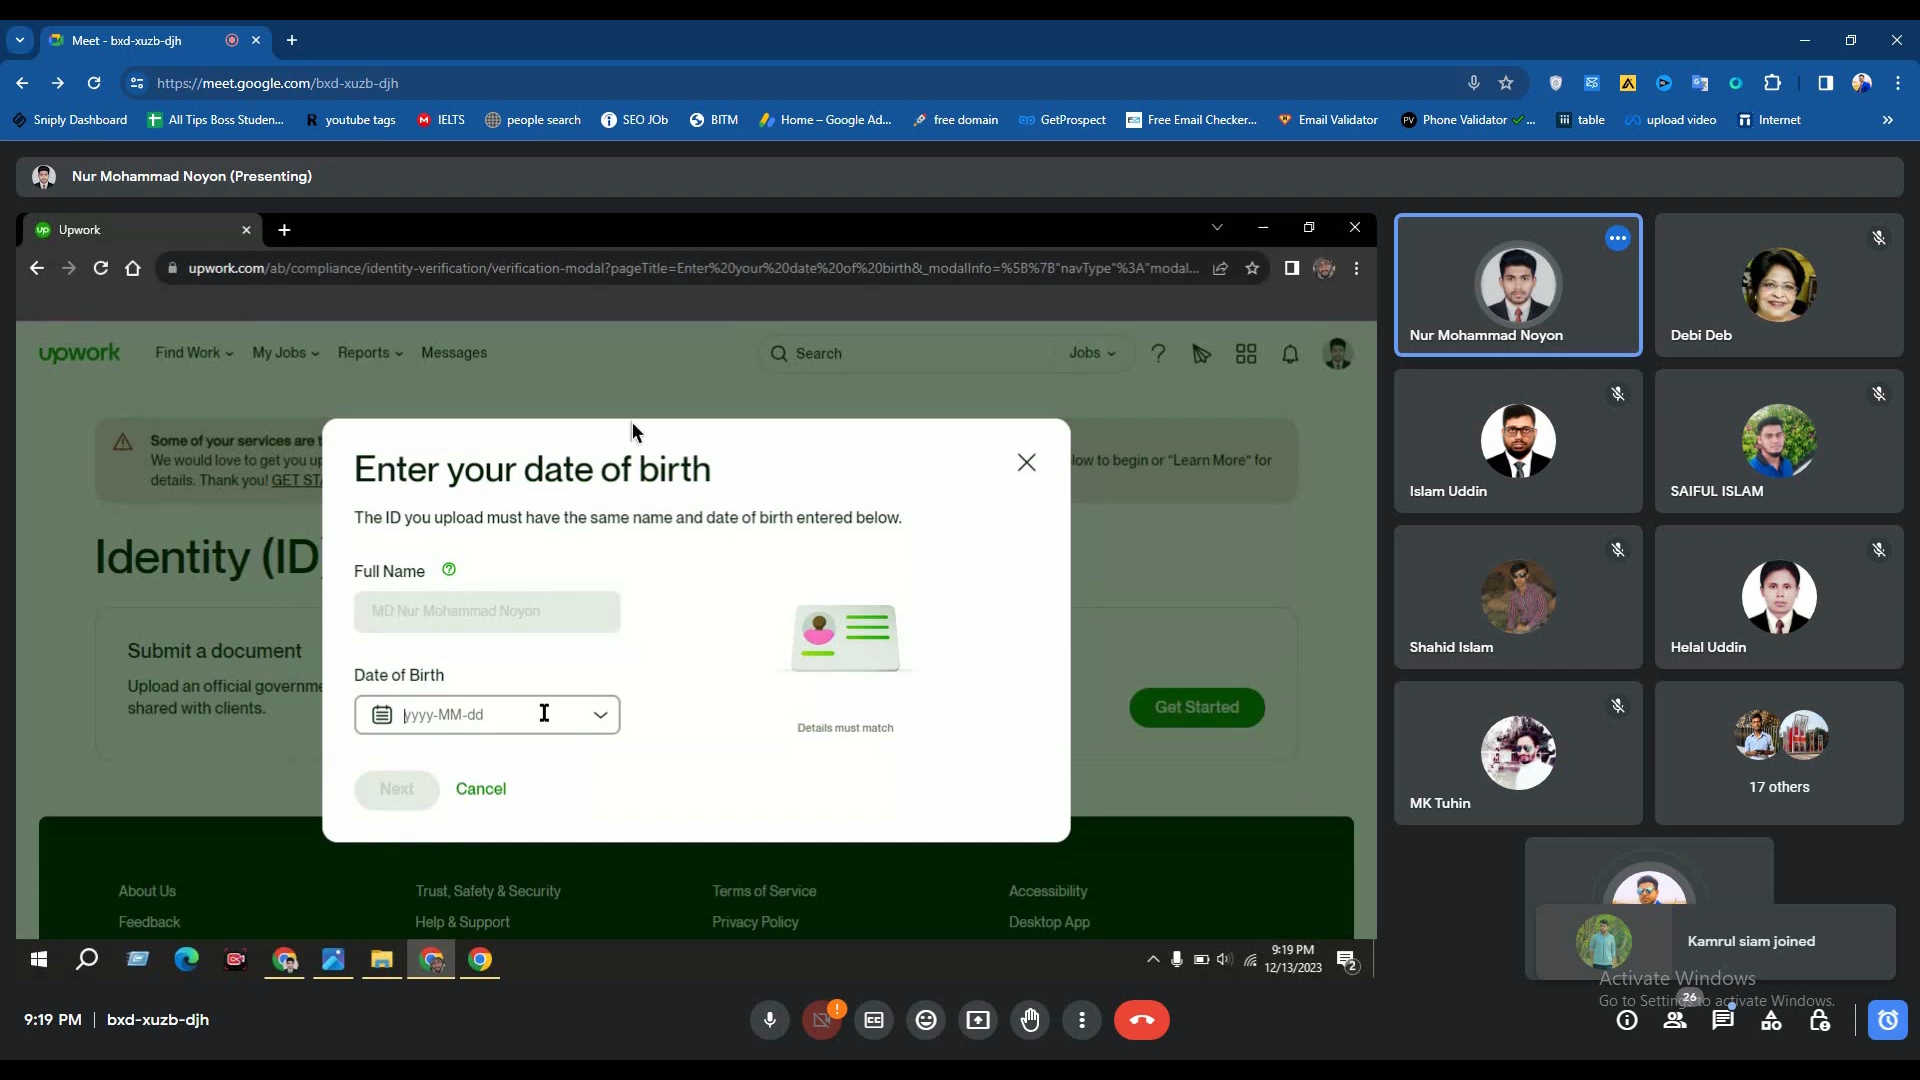 Meet - bxd-xuzb-djh
https://meet.google.com/bxd-xuzb-djh
Sniply Dashboard
All Tips Boss Studen...
youtube tags
IELTS
people search
SEO JOb
BITM
Home – Google Ad...
free domain
GetProspect
Free Email Checker...
Email Validator
Phone Validator ✓ ...
table
upload video
Internet
Nur Mohammad Noyon (Presenting)
Upwork
upwork.com/ab/compliance/identity-verification/verification-modal?pageTitle=Enter%20your%20date%20of%20birth&_modalInfo=%5B%7B"navType"%3A"modal...
upwork
Find Work
My Jobs
Reports
Messages
Search
Jobs
Some of your services are t
We would love to get you up
low to begin or “Learn More” for
details. Thank you! GET STA
Enter your date of birth
The ID you upload must have the same name and date of birth entered below.
Identity (ID)
Full Name
MD Nur Mohammad Noyon
Submit a document
Upload an official governme
shared with clients.
Date of Birth
yyyy-MM-dd
Details must match
Get Started
Next
Cancel
About Us
Trust, Safety & Security
Terms of Service
Accessibility
Feedback
Help & Support
Privacy Policy
Desktop App
9:19 PM
12/13/2023
2
Nur Mohammad Noyon
Debi Deb
Islam Uddin
SAIFUL ISLAM
Shahid Islam
Helal Uddin
MK Tuhin
17 others
Kamrul siam joined
Activate Windows
Go to Settings to activate Windows.
26
9:19 PM | bxd-xuzb-djh